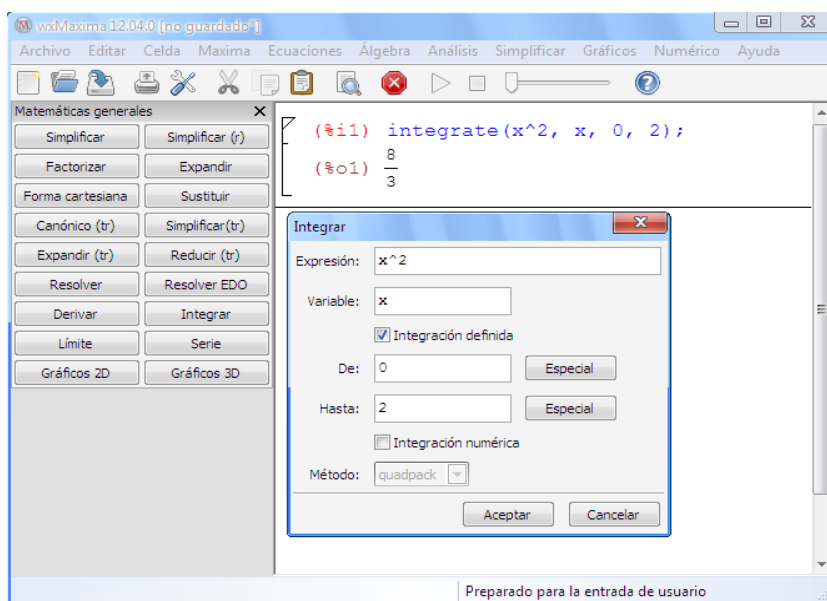 wxMaxima 12.04.0 [no guardado*]
Archivo Editar Celda Maxima Ecuaciones Álgebra Análisis Simplificar Gráficos Numérico Ayuda
Matemáticas generales
Simplificar Simplificar (r)
Factorizar Expandir
Forma cartesiana Sustituir
Canónico (tr) Simplificar(tr)
Expandir (tr) Reducir (tr)
Resolver Resolver EDO
Derivar Integrar
Límite Serie
Gráficos 2D Gráficos 3D
(%i1) integrate(x^2, x, 0, 2);
(%o1) 8
3
Integrar
Expresión: x^2
Variable: x
Integración definida
De: 0 Especial
Hasta: 2 Especial
Integración numérica
Método: quadpack
Aceptar Cancelar
Preparado para la entrada de usuario